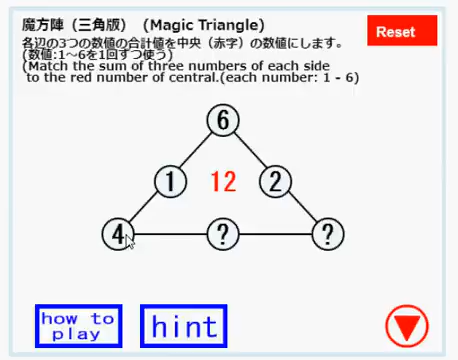 魔方陣（三角版） (Magic Triangle)
Reset
各辺の3つの数値の合計値を中央（赤字）の数値にします。
(数値:1～6を1回ずつ使う)
(Match the sum of three numbers of each side
to the red number of central.(each number: 1 - 6)
6
1 12 2
4 ? ?
how to
play
hint